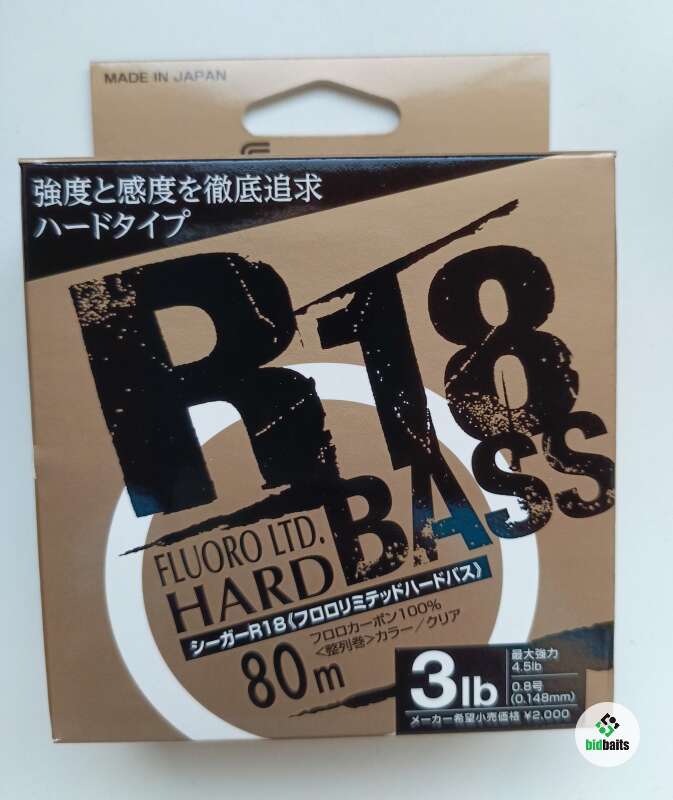 MADE IN JAPAN
強度と感度を徹底追求
ハードタイプ
R18
BASS
FLUORO LTD.
HARD
シーガーR18《フロロリミテッドハードバス》
フロロカーボン100%
<整列巻>カラー/クリア
80m
3lb
最大強力
4.5lb
0.8号
(0.148mm)
メーカー希望小売価格 ¥2,000
bidbaits